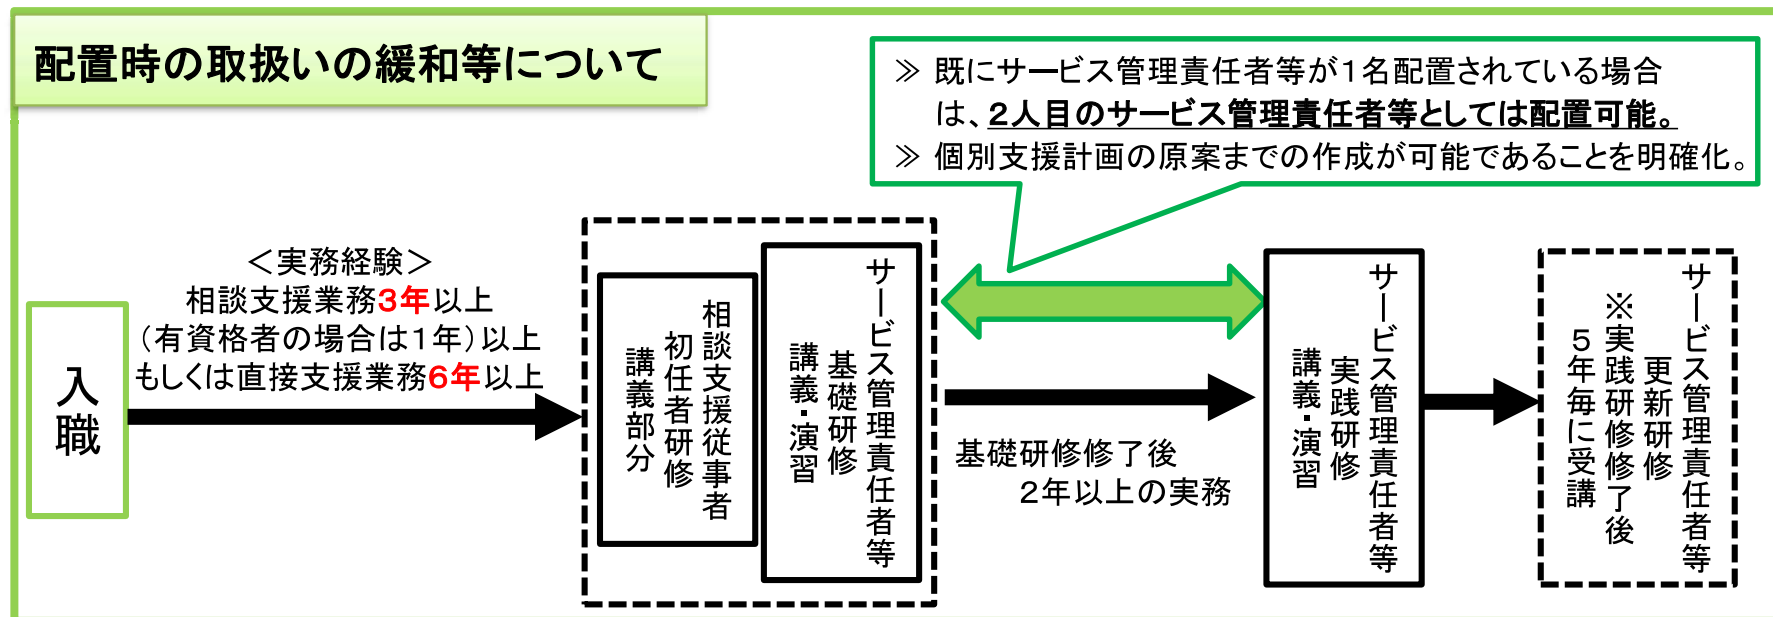 配置時の取扱いの緩和等について
≫ 既にサービス管理責任者等が1名配置されている場合
は、2人目のサービス管理責任者等としては配置可能。
≫ 個別支援計画の原案までの作成が可能であることを明確化。
入職
＜実務経験＞
相談支援業務3年以上
（有資格者の場合は1年）以上
もしくは直接支援業務6年以上
相談支援従事者
初任者研修
講義部分
サービス管理責任者等
基礎研修
講義・演習
基礎研修修了後
2年以上の実務
サービス管理責任者等
実践研修
講義・演習
サービス管理責任者等
更新研修
※実践研修修了後
5年毎に受講